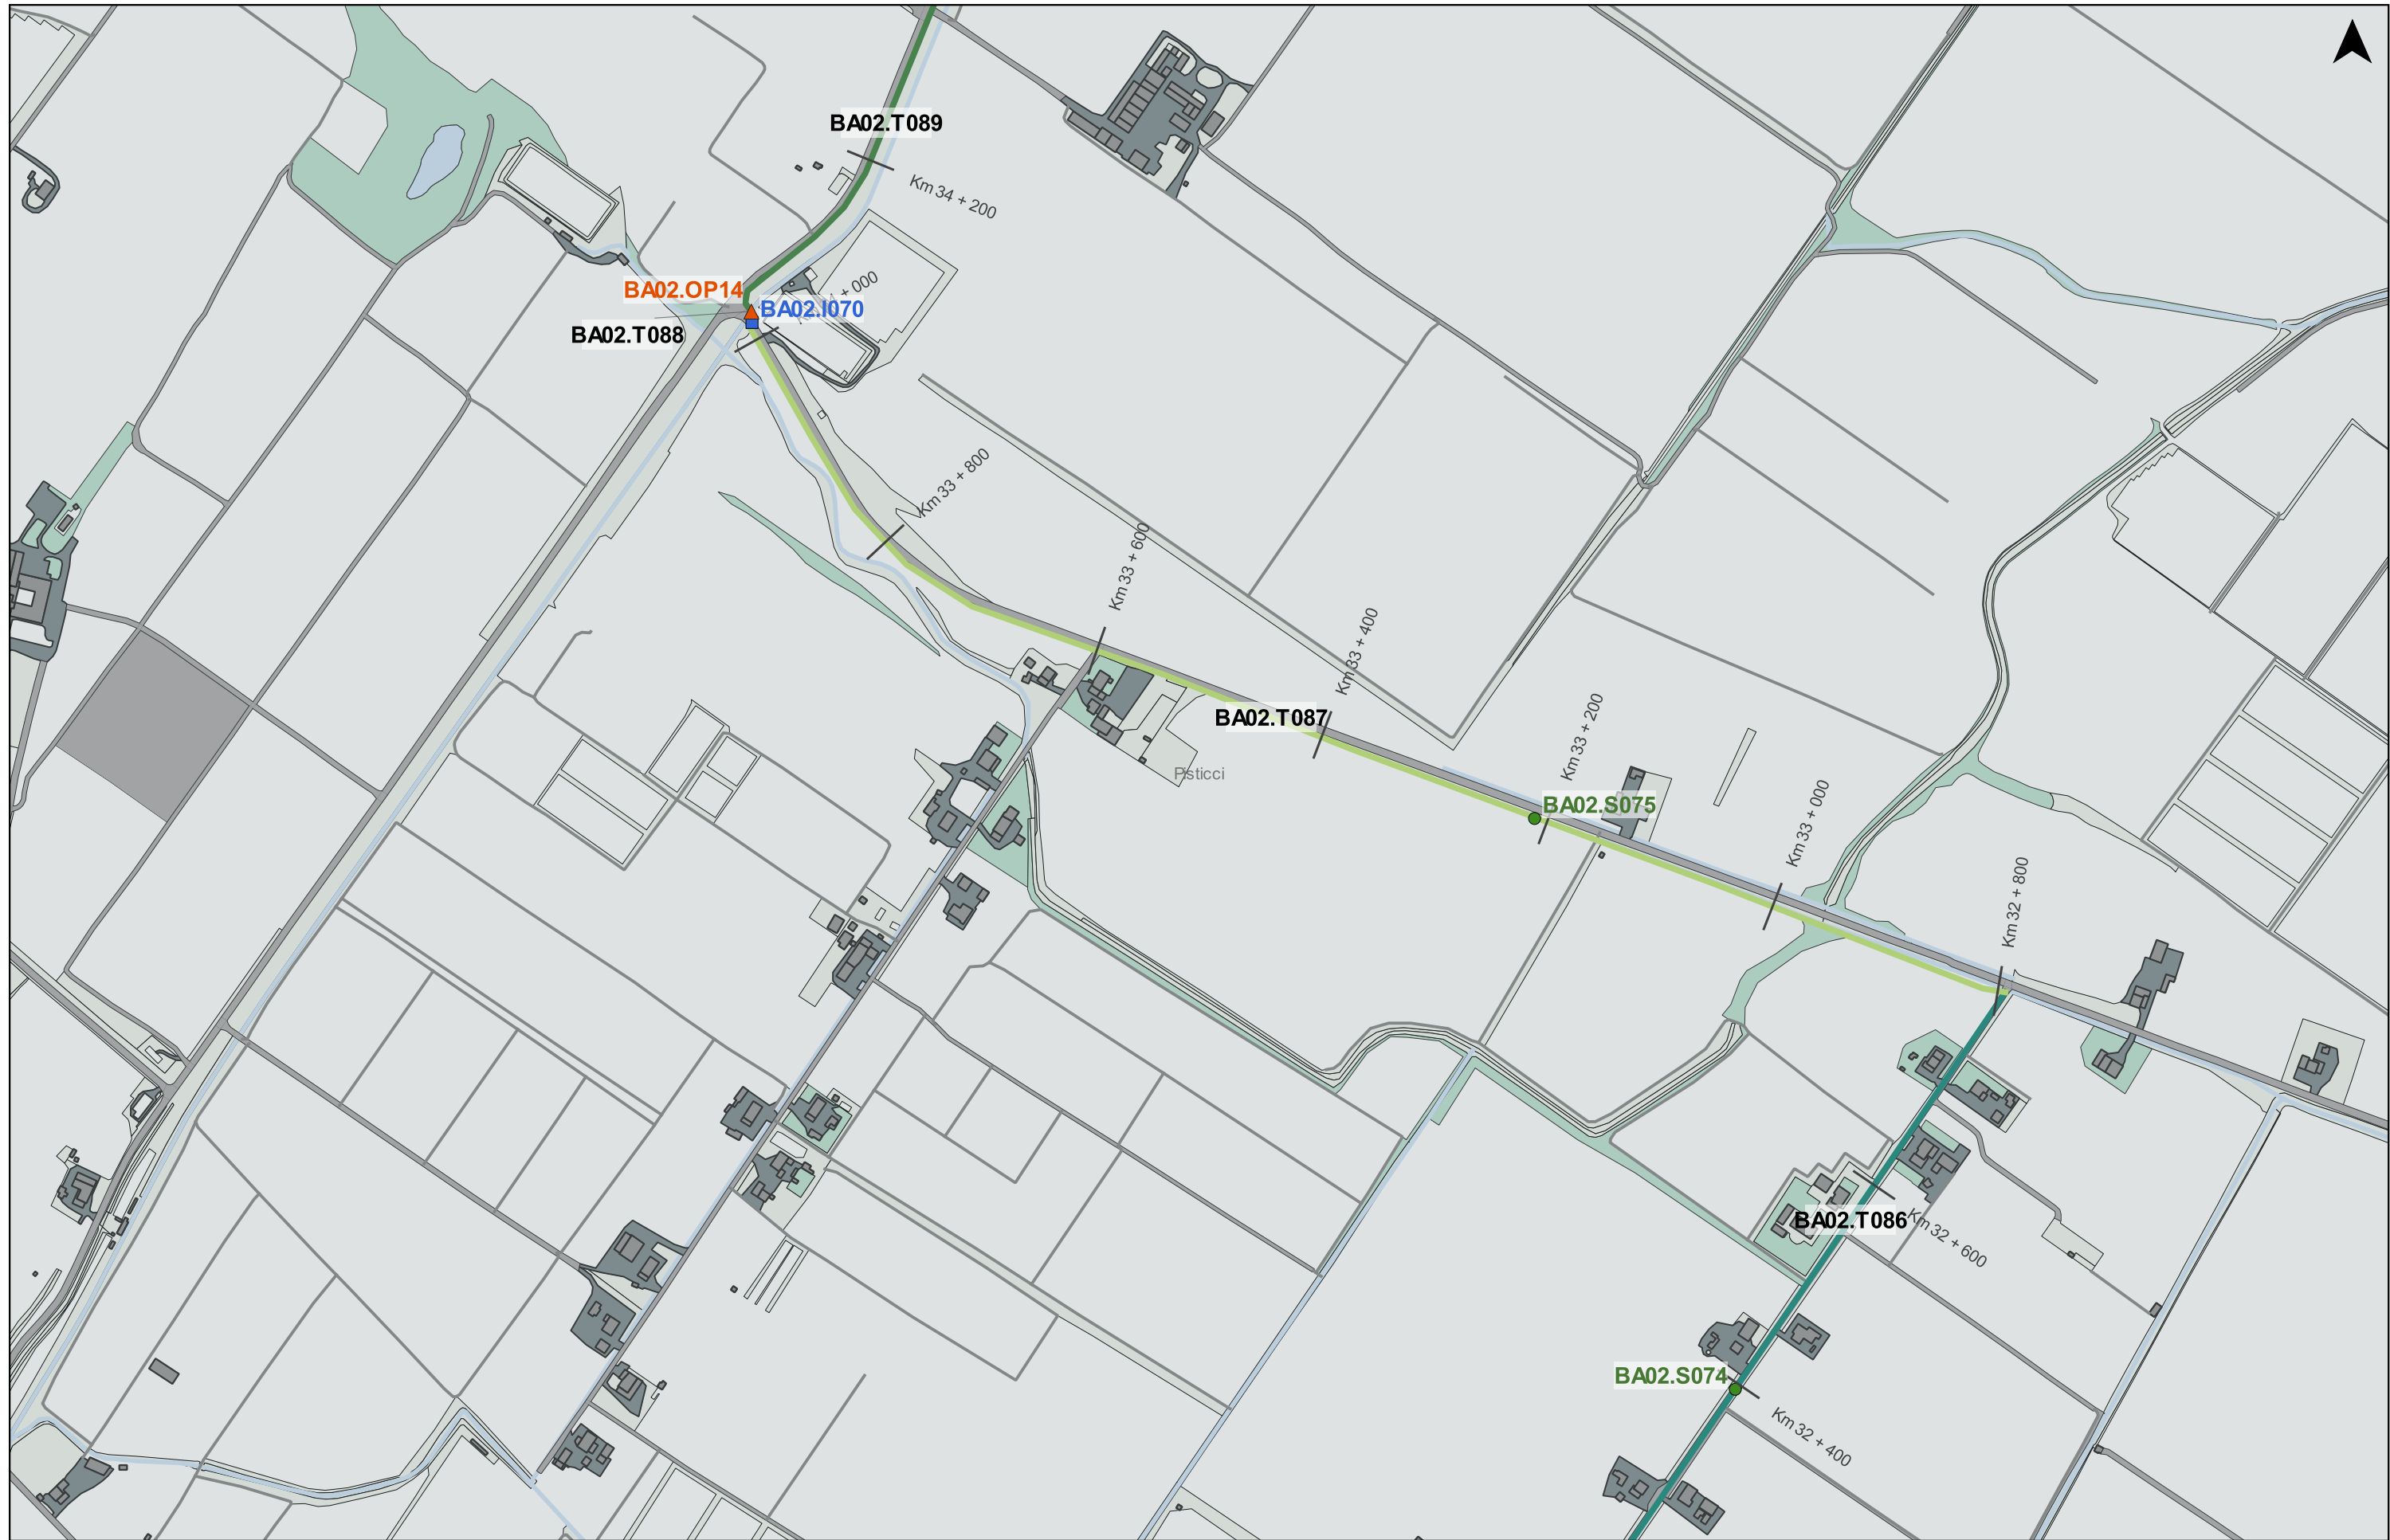 BA02.T089
Km 34 + 200
BA02.OP14
+ 000
BA02.I070
BA02.T088
Km 33 + 800
Km 33 + 600
Km 33 + 400
BA02.T087
Km 33 + 200
Pisticci
BA02.S075
Km 33 + 000
Km 32 + 800
BA02.T086
Km 32 + 600
BA02.S074
Km 32 + 400